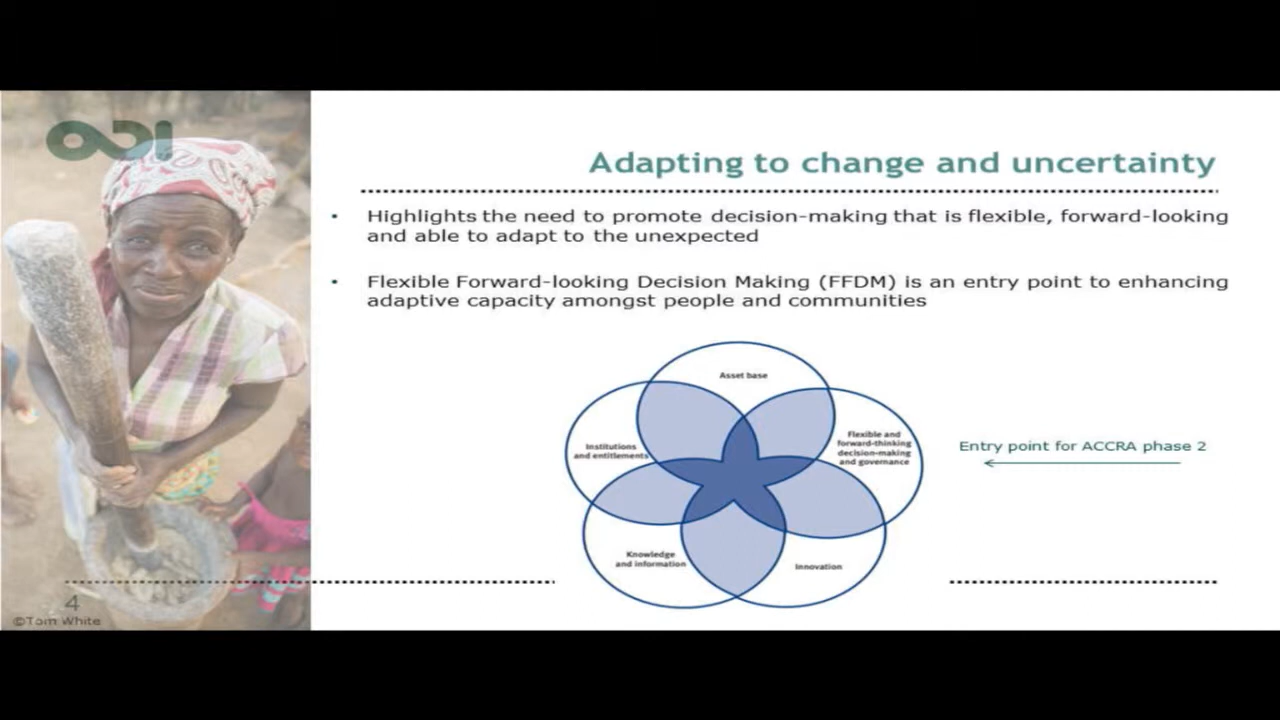 ODI
Adapting to change and uncertainty
• Highlights the need to promote decision-making that is flexible, forward-looking
and able to adapt to the unexpected
• Flexible Forward-looking Decision Making (FFDM) is an entry point to enhancing
adaptive capacity amongst people and communities
Asset base
Institutions
and entitlements
Flexible and
forward-thinking
decision-making
and governance
Entry point for ACCRA phase 2
Knowledge
and information
Innovation
4
©Tom White